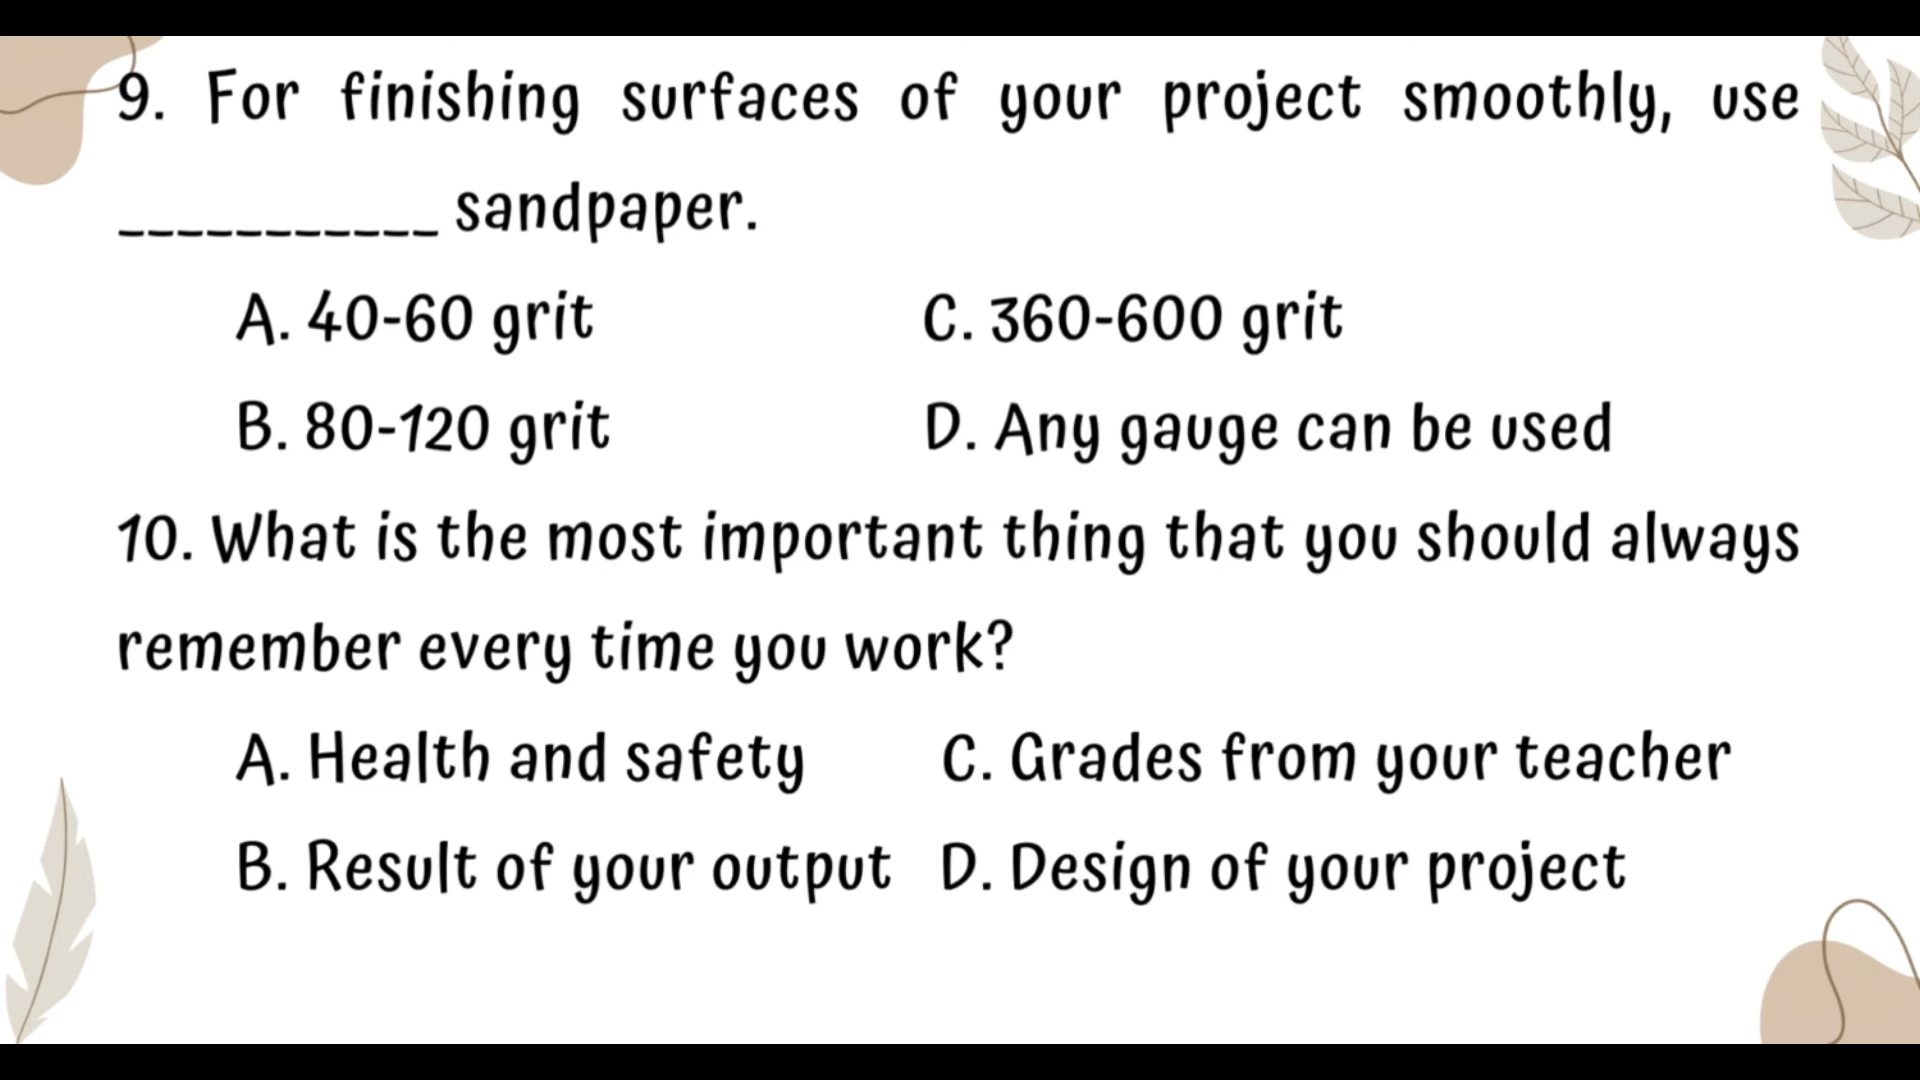 9. For finishing surfaces of your project smoothly, use
___________ sandpaper.
A. 40-60 grit C. 360-600 grit
B. 80-120 grit D. Any gauge can be used
10. What is the most important thing that you should always
remember every time you work?
A. Health and safety C. Grades from your teacher
B. Result of your output D. Design of your project